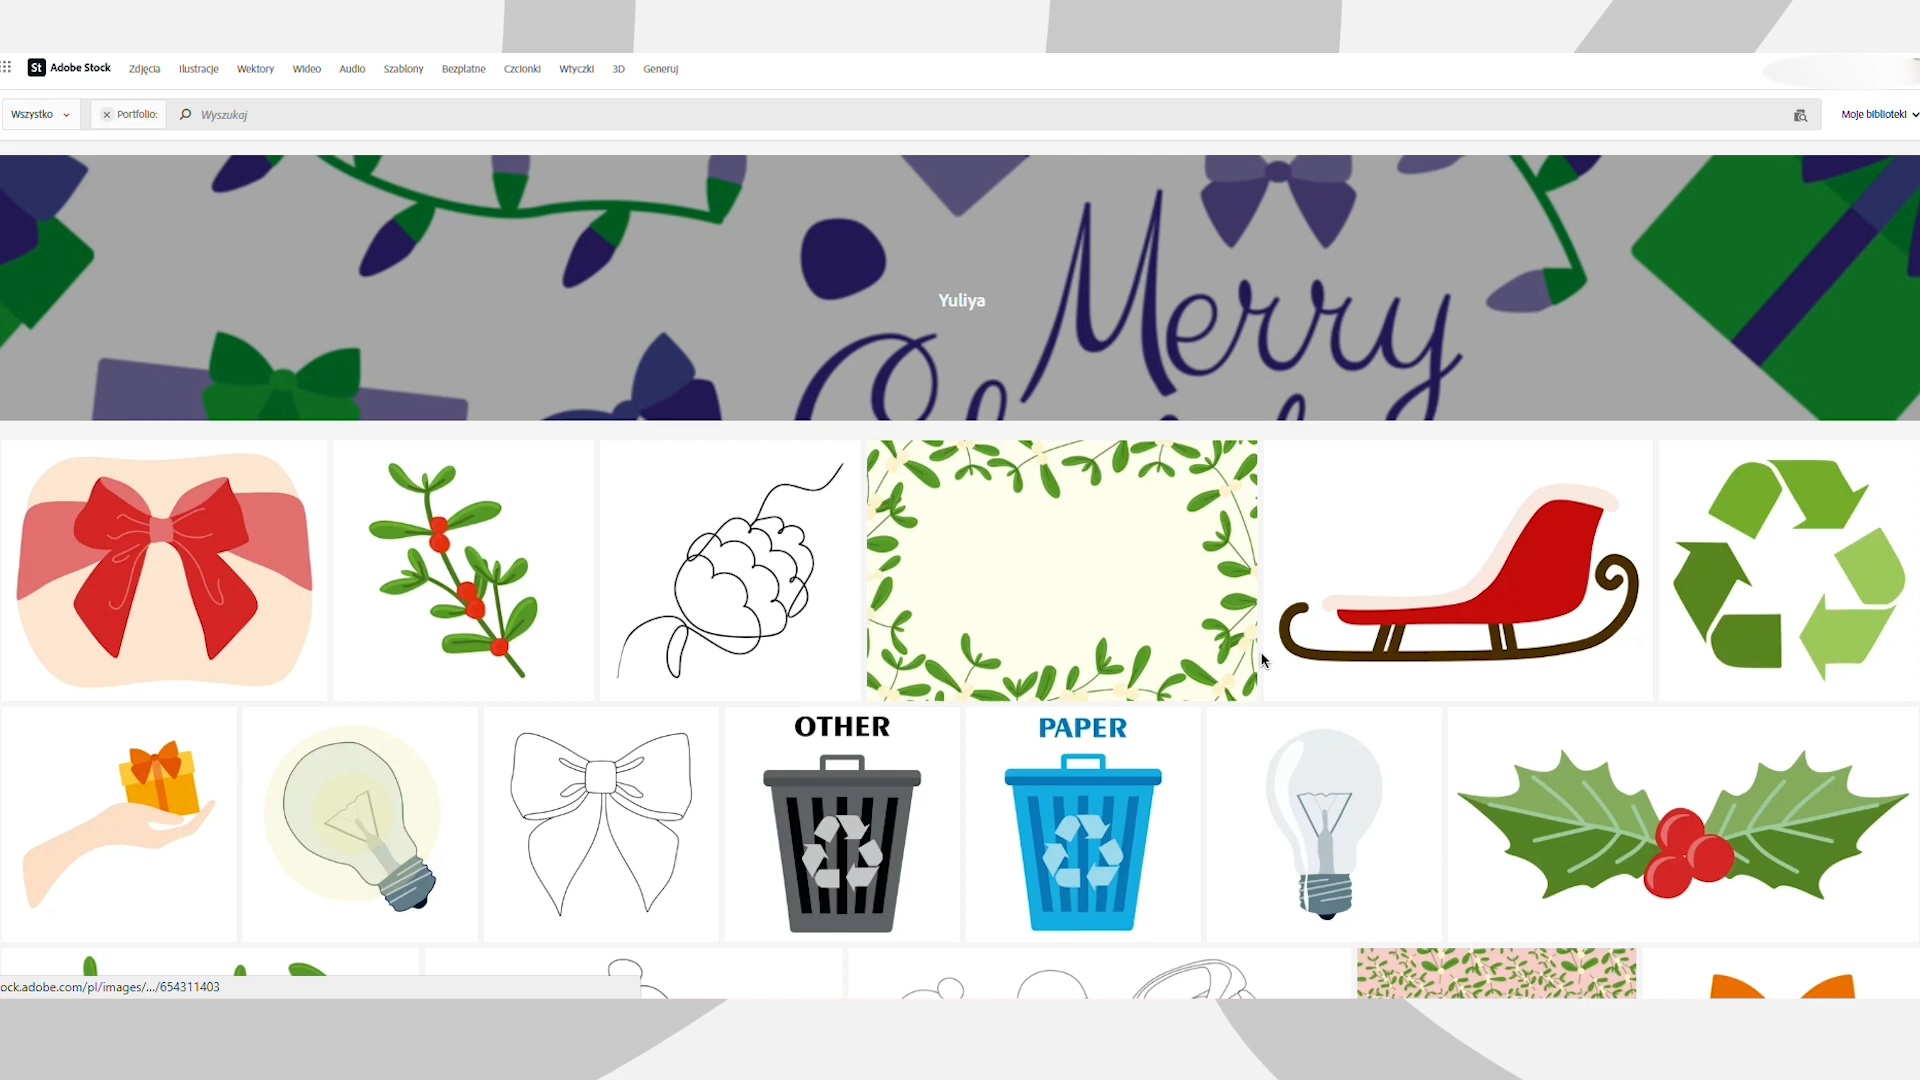 St Adobe Stock Zdjęcia Ilustracje Wektory Wideo Audio Szablony Bezpłatne Czcionki Wtyczki 3D Generuj
Wszystko Portfolio: Wyszukaj Moje biblioteki
Yuliya
Merry
OTHER PAPER
ock.adobe.com/pl/images/.../654311403